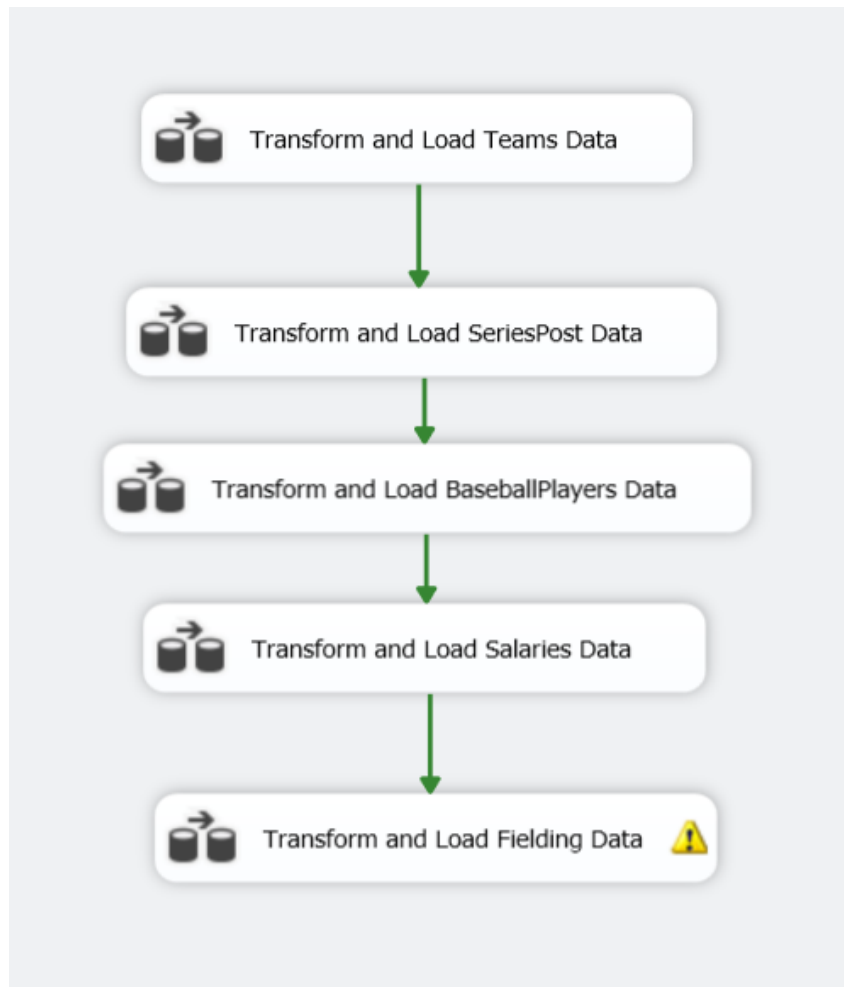 Transform and Load Teams Data
Transform and Load SeriesPost Data
Transform and Load BaseballPlayers Data
Transform and Load Salaries Data
Transform and Load Fielding Data